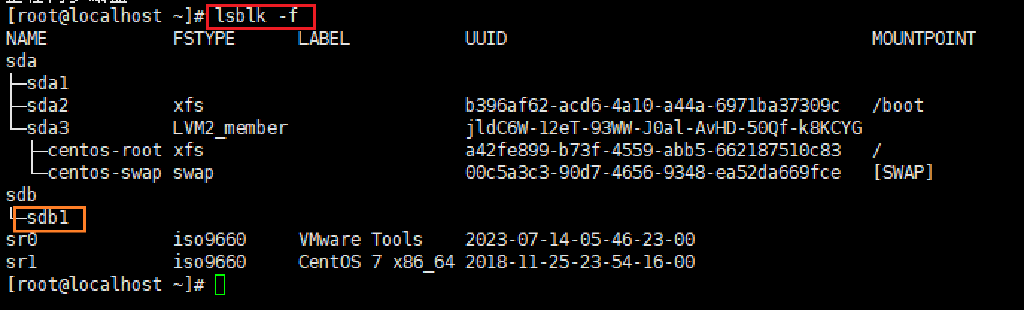 [root@localhost ~]# lsblk -f
NAME FSTYPE LABEL UUID MOUNTPOINT
sda
├─sda1
├─sda2 xfs b396af62-acd6-4a10-a44a-6971ba37309c /boot
└─sda3 LVM2_member jldC6W-12eT-93WW-J0al-AvHD-50Qf-k8KCYG
├─centos-root xfs a42fe899-b73f-4559-abb5-662187510c83 /
└─centos-swap swap 00c5a3c3-90d7-4656-9348-ea52da669fce [SWAP]
sdb
└─sdb1
sr0 iso9660 VMware Tools 2023-07-14-05-46-23-00
sr1 iso9660 CentOS 7 x86_64 2018-11-25-23-54-16-00
[root@localhost ~]#